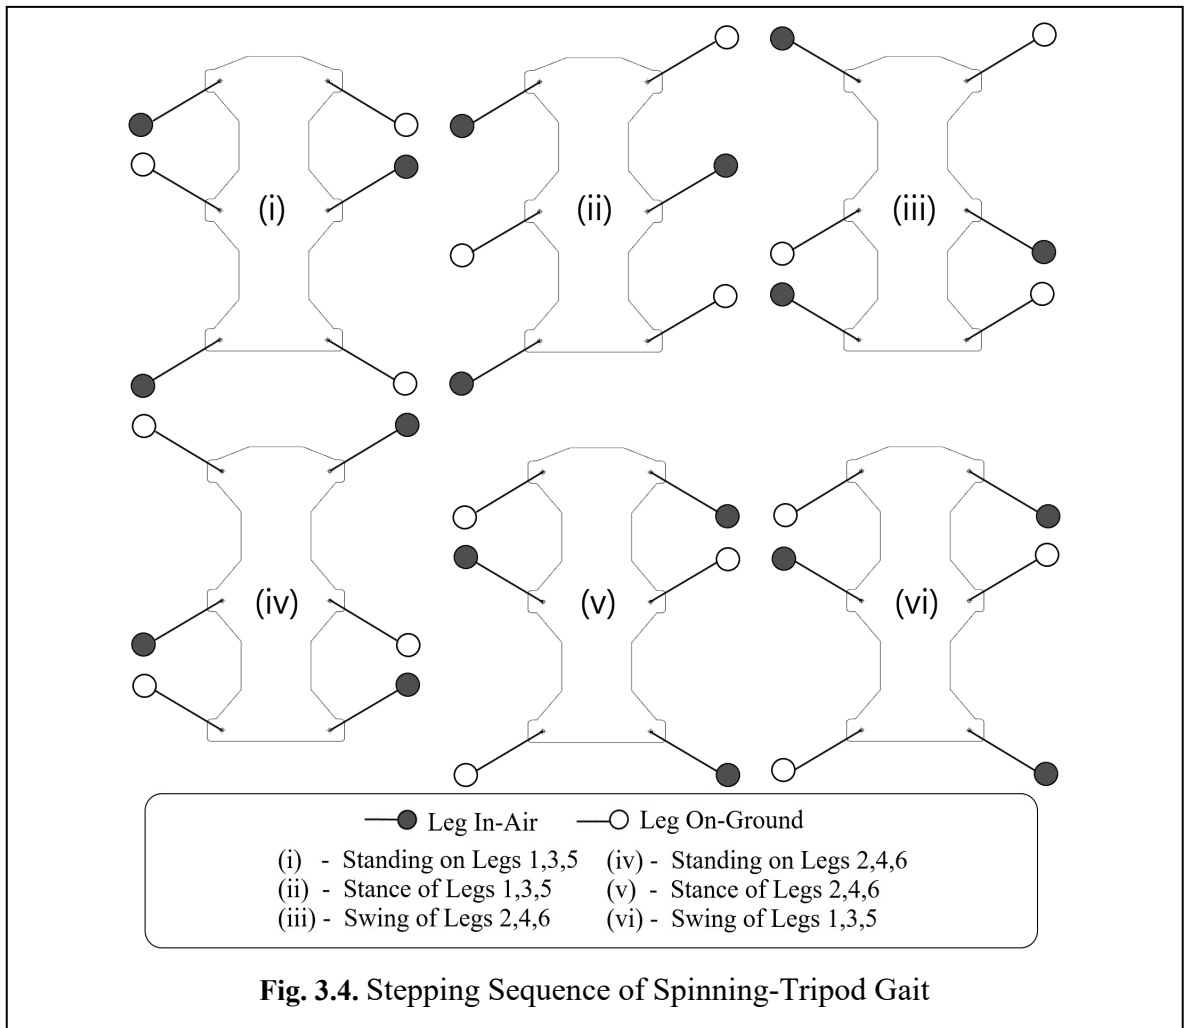 (i)
(ii)
(iii)
(iv)
(v)
(vi)
Leg In-Air
Leg On-Ground
(i) - Standing on Legs 1,3,5
(iv) - Standing on Legs 2,4,6
(ii) - Stance of Legs 1,3,5
(v) - Stance of Legs 2,4,6
(iii) - Swing of Legs 2,4,6
(vi) - Swing of Legs 1,3,5
Fig. 3.4. Stepping Sequence of Spinning-Tripod Gait